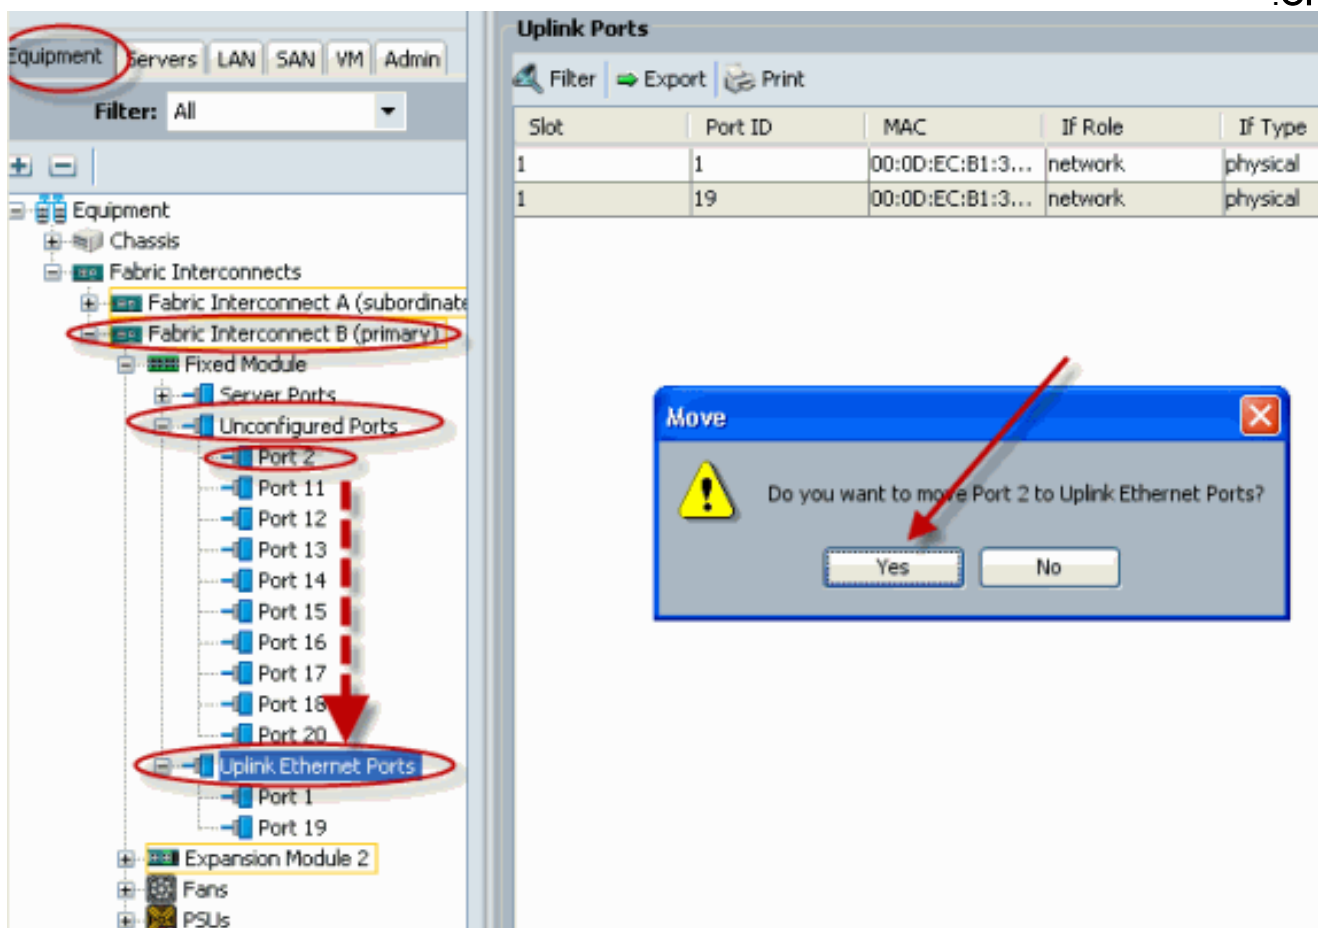 Equipment Servers LAN SAN VM Admin
Filter: All
Equipment
Chassis
Fabric Interconnects
Fabric Interconnect A (subordinate
Fabric Interconnect B (primary)
Fixed Module
Server Ports
Unconfigured Ports
Port 2
Port 11
Port 12
Port 13
Port 14
Port 15
Port 16
Port 17
Port 18
Port 20
Uplink Ethernet Ports
Port 1
Port 19
Expansion Module 2
Fans
PSUs
Uplink Ports
Filter Export Print
Slot Port ID MAC If Role If Type
1 1 00:0D:EC:B1:3... network physical
1 19 00:0D:EC:B1:3... network physical
Move
Do you want to move Port 2 to Uplink Ethernet Ports?
Yes No